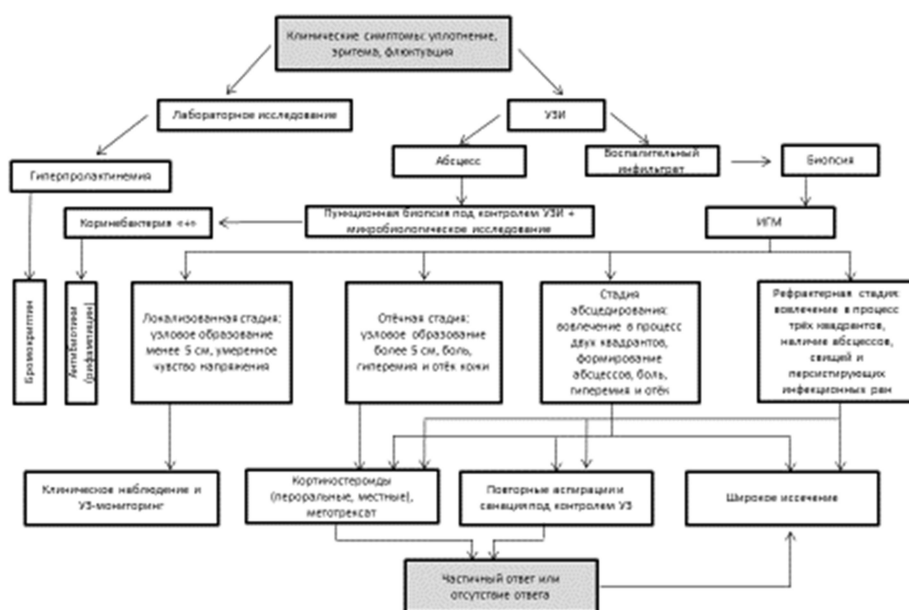 Клинические симптомы: уплотнение,
эритема, флюктуация
Лабораторное исследование
УЗИ
Гиперпролактинемия
Абсцесс
Воспалительный
инфильтрат
Биопсия
Коринебактерия «+»
Пункционная биопсия под контролем УЗИ +
микробиологическое исследование
ИГМ
Бромокриптин
Антибиотики
(рифампицин)
Локализованная стадия:
узловое образование
менее 5 см, умеренное
чувство напряжения
Отёчная стадия:
узловое образование
более 5 см, боль,
гиперемия и отёк кожи
Стадия
абсцедирования:
вовлечение в процесс
двух квадрантов,
формирование
абсцессов, боль,
гиперемия и отёк
Рефрактерная стадия:
вовлечение в процесс
трёх квадрантов,
наличие абсцессов,
свищей и
персистирующих
инфекционных ран
Клиническое наблюдение и
УЗ-мониторинг
Кортикостероиды
(пероральные, местные),
метотрексат
Повторные аспирации и
санация под контролем УЗ
Широкое иссечение
Частичный ответ или
отсутствие ответа